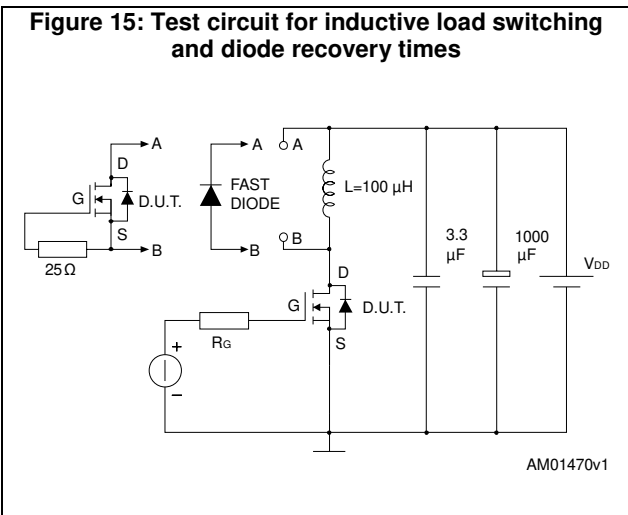 Figure 15: Test circuit for inductive load switching
and diode recovery times
A
D
G
D.U.T.
S
B
25Ω
A
FAST
DIODE
B
A
B
L=100 µH
D
G
D.U.T.
S
RG
+
−
3.3
µF
1000
µF
VDD
AM01470v1